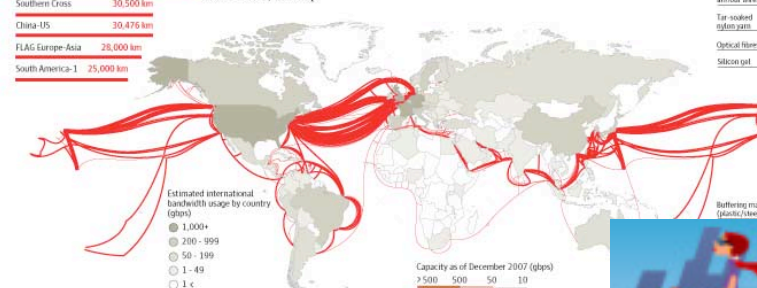 Southern Cross 30,500 km
China-US 30,476 km
FLAG Europe-Asia 28,000 km
South America-1 25,000 km
Tar-soaked
nylon yarn
Optical fibre
Silicon gel
Estimated international
bandwidth usage by country
(gbps)
1,000+
200 - 999
50 - 199
1 - 49
1 <
Capacity as of December 2007 (gbps)
>500 500 50 10
Buffering
(plastic/stee